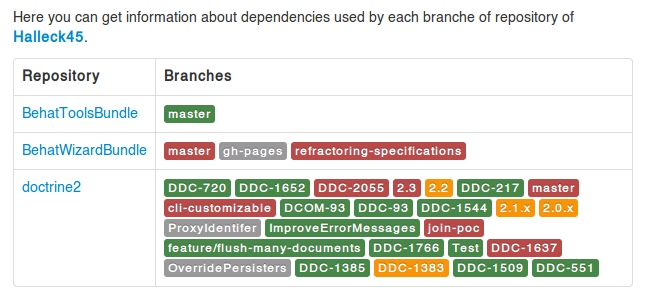 Here you can get information about dependencies used by each branche of repository of
Halleck45.
Repository Branches
BehatToolsBundle master
BehatWizardBundle master gh-pages refractoring-specifications
doctrine2 DDC-720 DDC-1652 DDC-2055 2.3 2.2 DDC-217 master
cli-customizable DCOM-93 DDC-93 DDC-1544 2.1.x 2.0.x
ProxyIdentifer ImproveErrorMessages join-poc
feature/flush-many-documents DDC-1766 Test DDC-1637
OverridePersisters DDC-1385 DDC-1383 DDC-1509 DDC-551